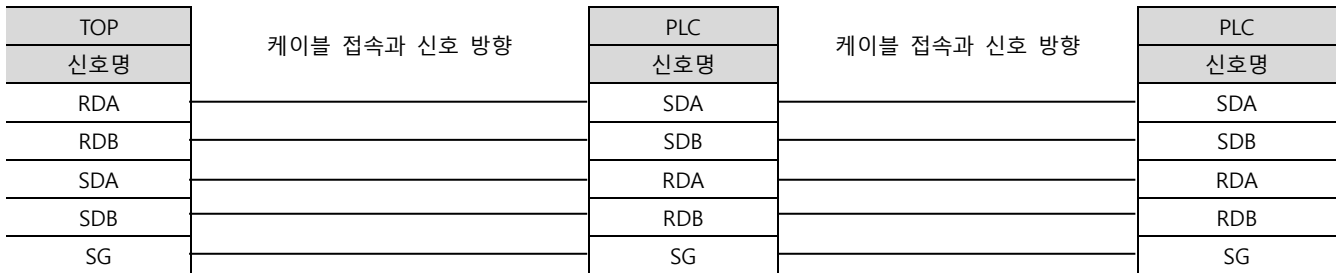 TOP 케이블 접속과 신호 방향 PLC 케이블 접속과 신호 방향 PLC
신호명 신호명 신호명
RDA SDA SDA
RDB SDB SDB
SDA RDA RDA
SDB RDB RDB
SG SG SG